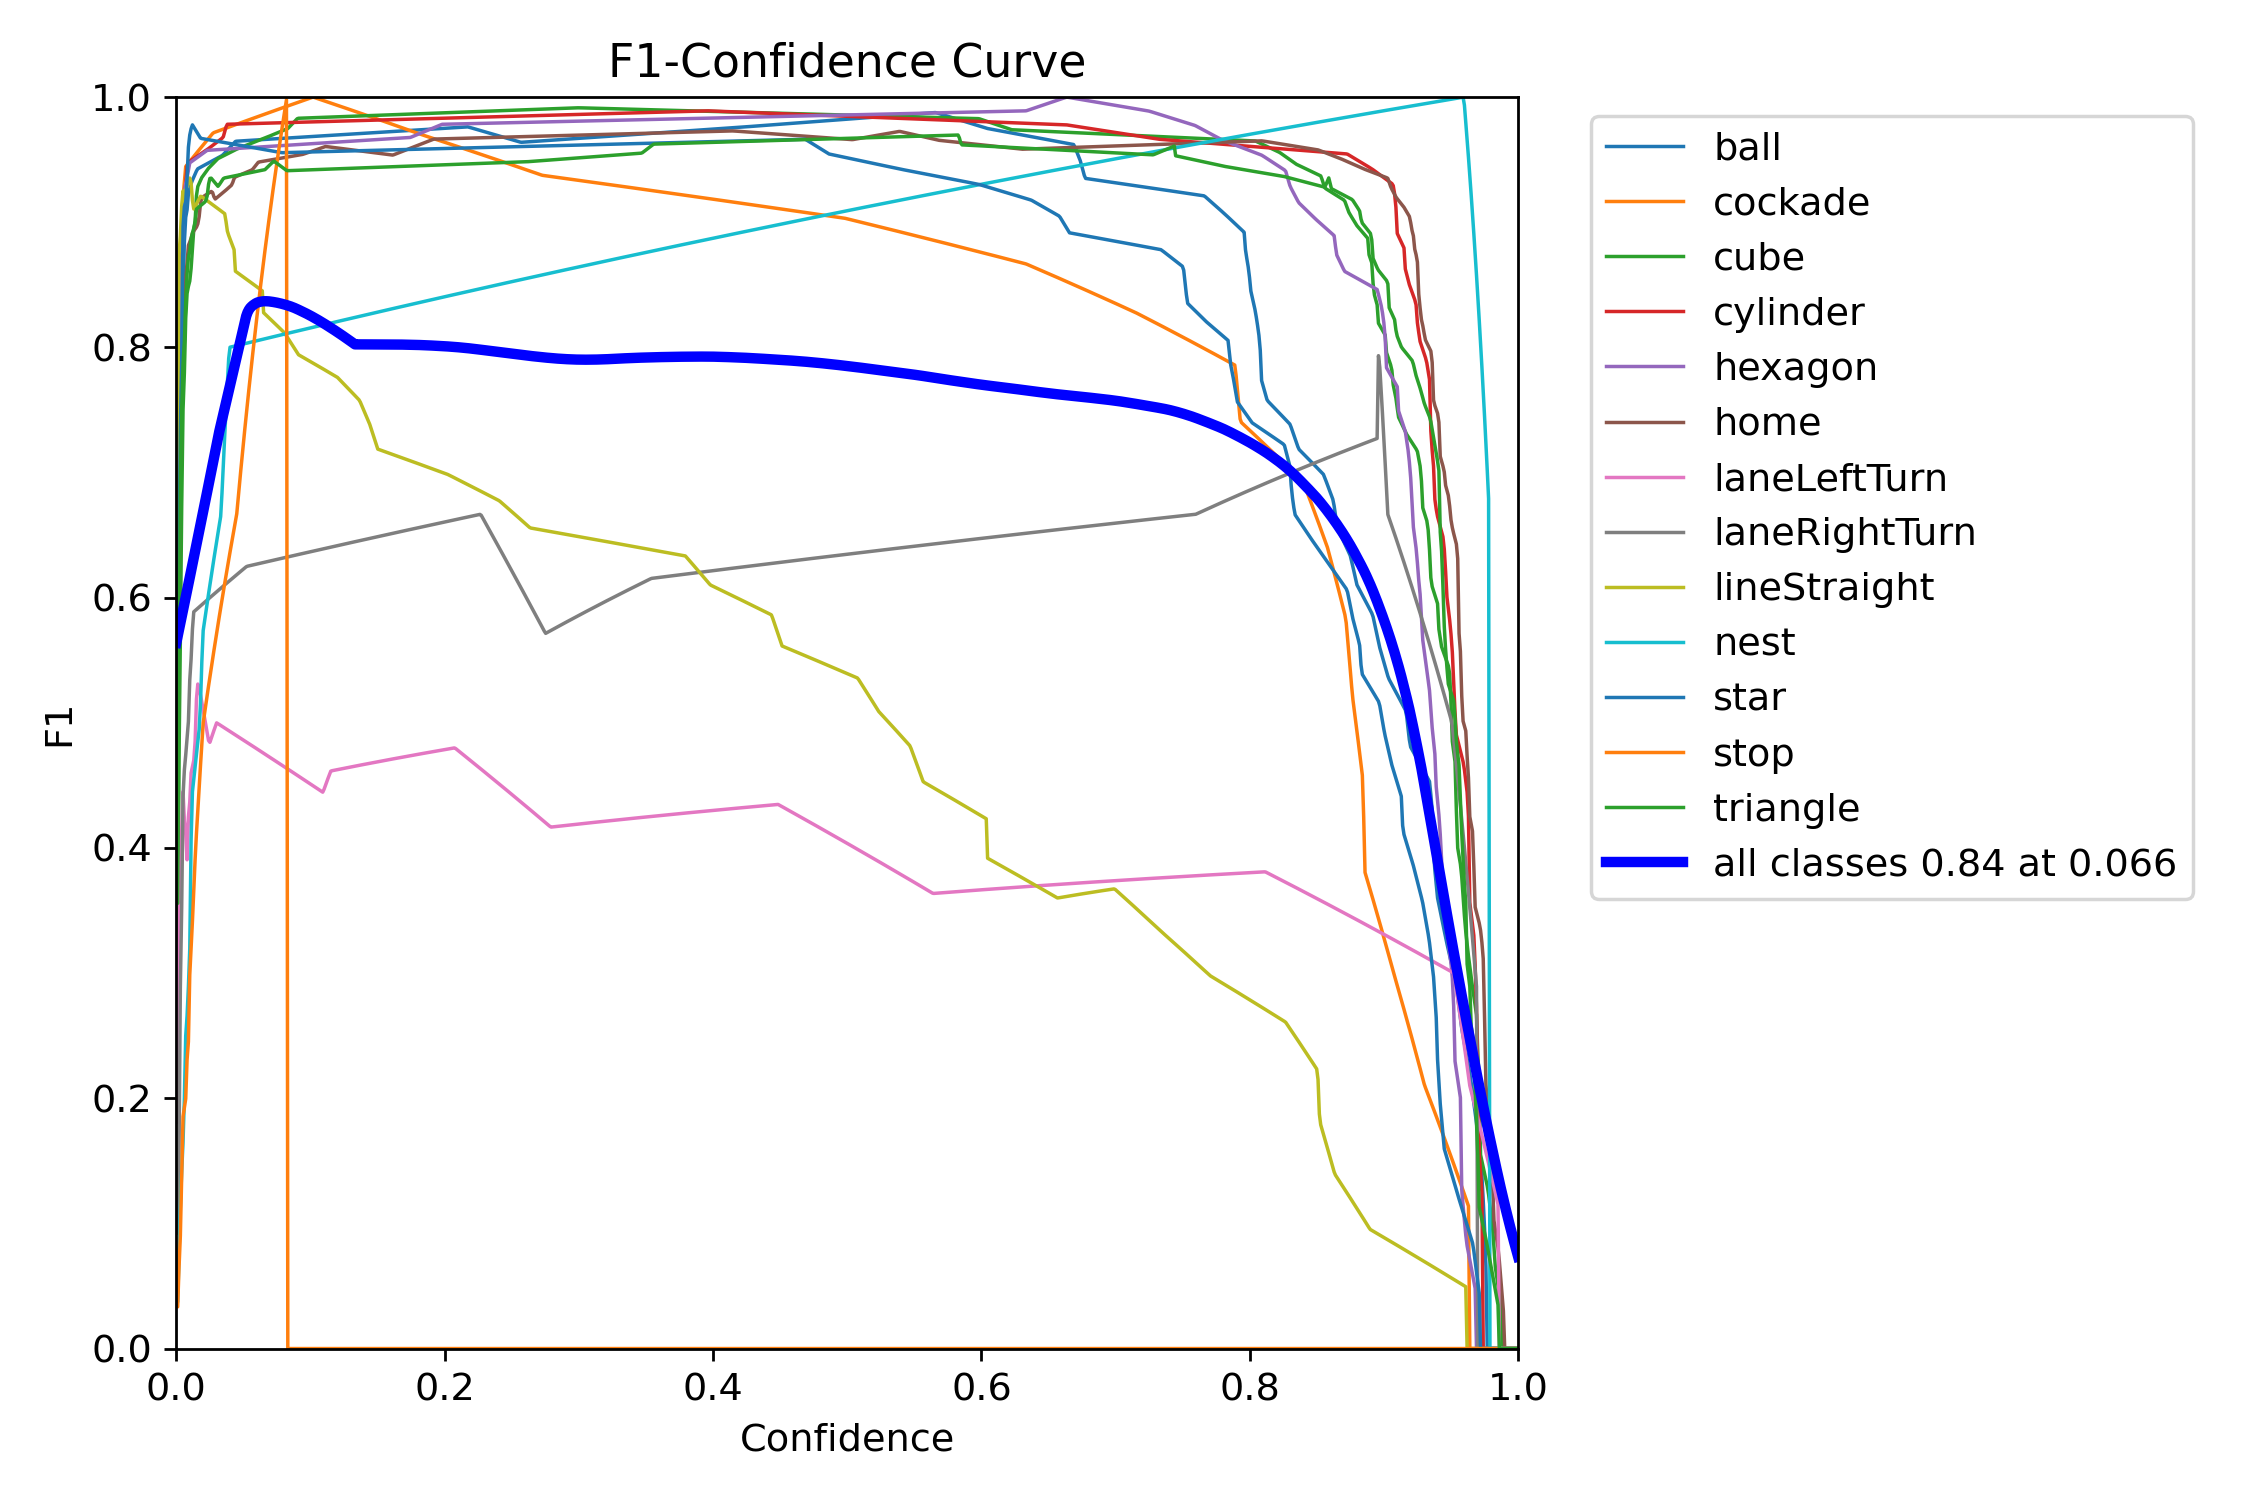 F1-Confidence Curve
1.0
0.8
0.6
0.4
0.2
0.0
F1
0.0 0.2 0.4 0.6 0.8 1.0
Confidence
ball
cockade
cube
cylinder
hexagon
home
laneLeftTurn
laneRightTurn
lineStraight
nest
star
stop
triangle
all classes 0.84 at 0.066